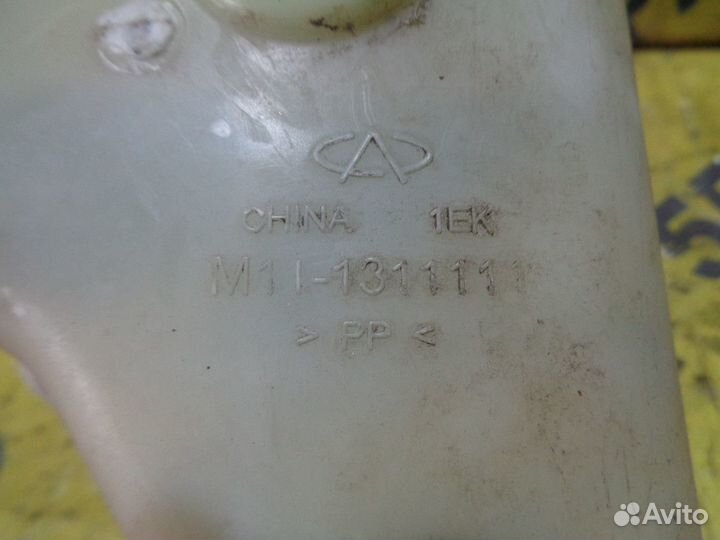 CHINA 1EK
M11-1311111
> PP <
Avito